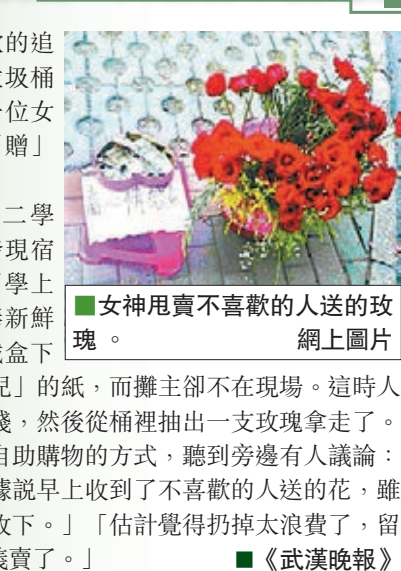 的追
圾桶
位女
贈」
二學
現宿
學上
新鮮
盒下
■女神甩賣不喜歡的人送的玫
瑰。 網上圖片
」的紙，而攤主卻不在現場。這時人
，然後從桶裡抽出一支玫瑰拿走了。
自助購物的方式，聽到旁邊有人議論：
據説早上收到了不喜歡的人送的花，雖
收下。」「估計覺得扔掉太浪費了，留
賣了。」 ■《武漢晚報》